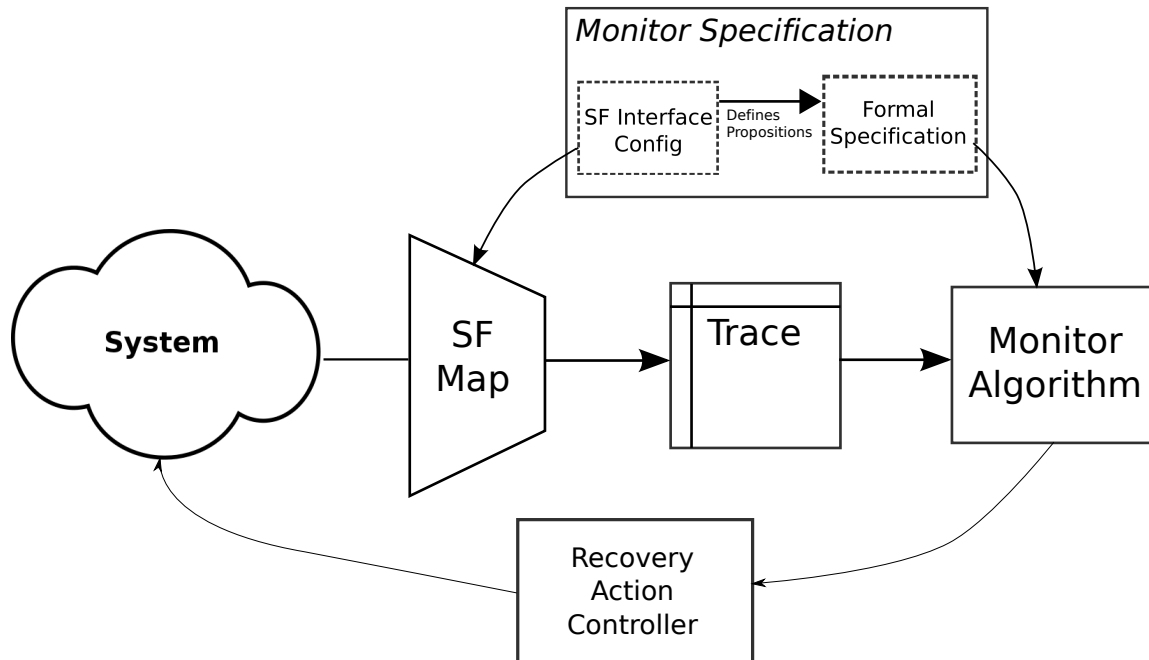 Monitor Specification
SF Interface
Config
Defines
Propositions
Formal
Specification
System
SF
Map
Trace
Monitor
Algorithm
Recovery
Action
Controller